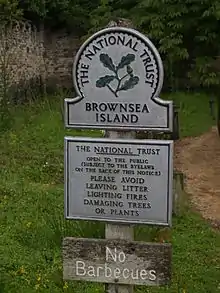 THE NATIONAL TRUST
BROWNSEA
ISLAND
THE NATIONAL TRUST
OPEN TO THE PUBLIC
(SUBJECT TO THE BYELAWS
ON THE BACK OF THIS NOTICE)
PLEASE AVOID
LEAVING LITTER
LIGHTING FIRES
DAMAGING TREES
OR PLANTS
No
Barbecues